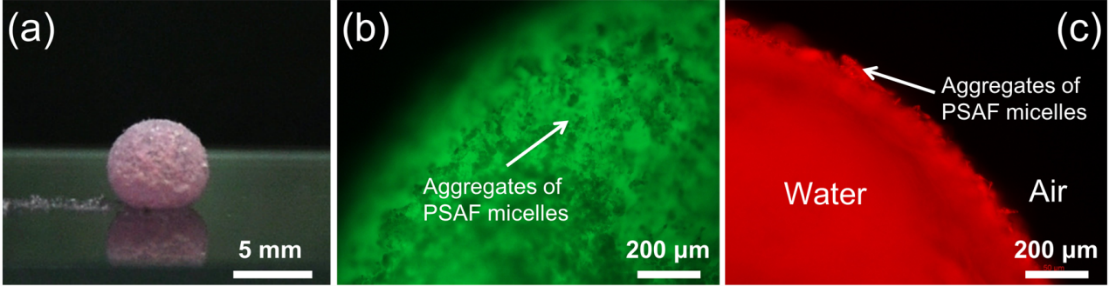 (a)
5 mm
(b)
Aggregates of
PSAF micelles
200 µm
(c)
Aggregates of
PSAF micelles
Water
Air
200 µm